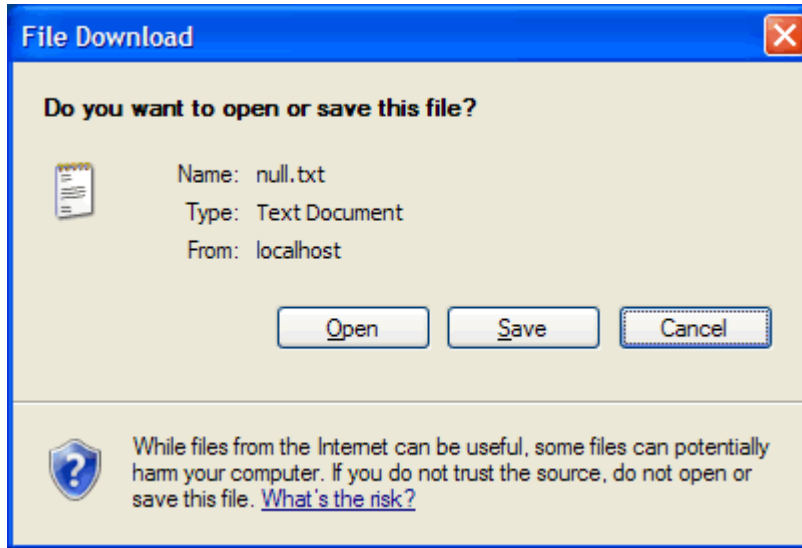 File Download
Do you want to open or save this file?
Name: null.txt
Type: Text Document
From: localhost
Open Save Cancel
While files from the Internet can be useful, some files can potentially
harm your computer. If you do not trust the source, do not open or
save this file. What's the risk?